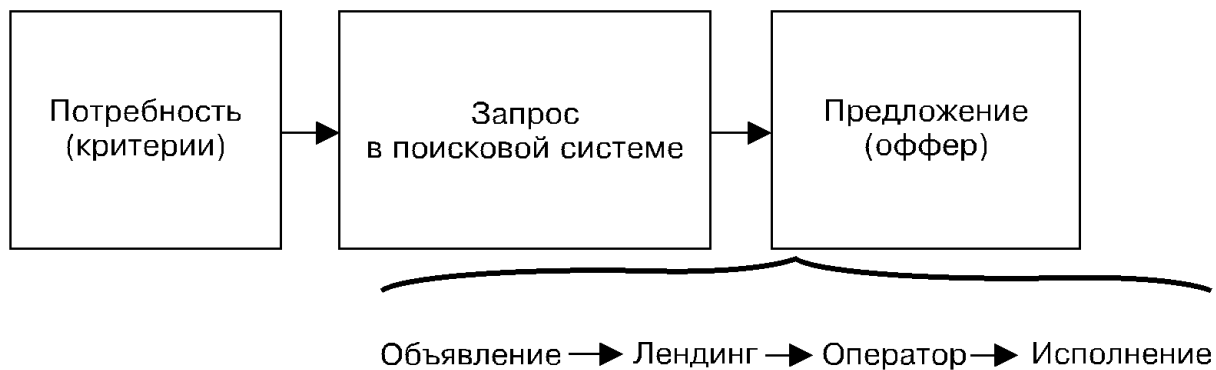 Потребность
(критерии)
Запрос
в поисковой системе
Предложение
(оффер)
Объявление Лендинг Оператор Исполнение